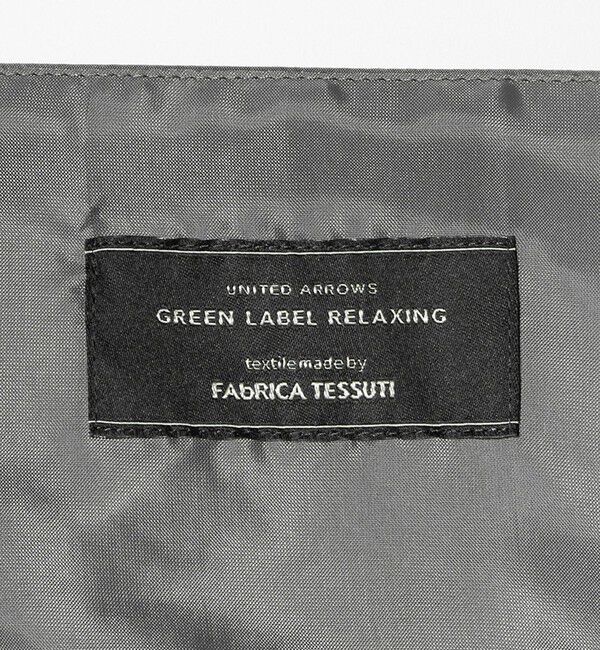 UNITED ARROWS
GREEN LABEL RELAXING
textile made by
FAbRICA TESSUTI